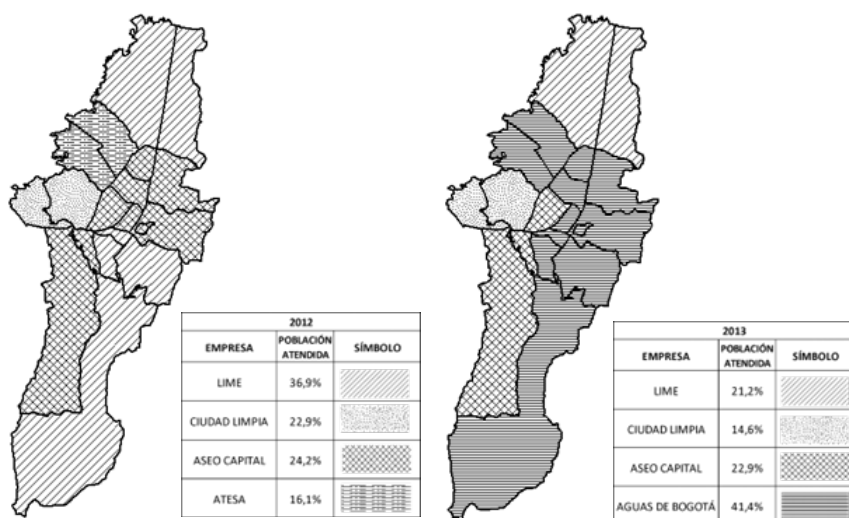 2012
EMPRESA POBLACIÓN ATENDIDA SÍMBOLO
LIME 36,9%
CIUDAD LIMPIA 22,9%
ASEO CAPITAL 24,2%
ATESA 16,1%
2013
EMPRESA POBLACIÓN ATENDIDA SÍMBOLO
LIME 21,2%
CIUDAD LIMPIA 14,6%
ASEO CAPITAL 22,9%
AGUAS DE BOGOTÁ 41,4%